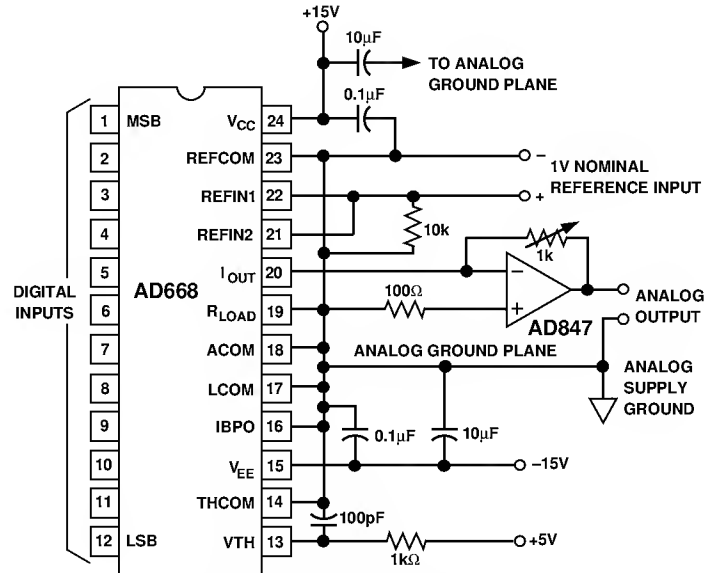 +15V
10µF
TO ANALOG
GROUND PLANE
0.1µF
1 MSB VCC 24
2 REFCOM 23
– 1V NOMINAL
+ REFERENCE INPUT
3 REFIN1 22
10k
4 REFIN2 21
1k
5 IOUT 20
–
DIGITAL
INPUTS
AD668
100Ω
+
AD847
ANALOG
OUTPUT
6 RLOAD 19
7 ACOM 18
ANALOG GROUND PLANE
ANALOG
SUPPLY
GROUND
8 LCOM 17
9 IBPO 16
0.1µF
10µF
10 VEE 15
–15V
11 THCOM 14
100pF
12 LSB VTH 13
1kΩ
+5V